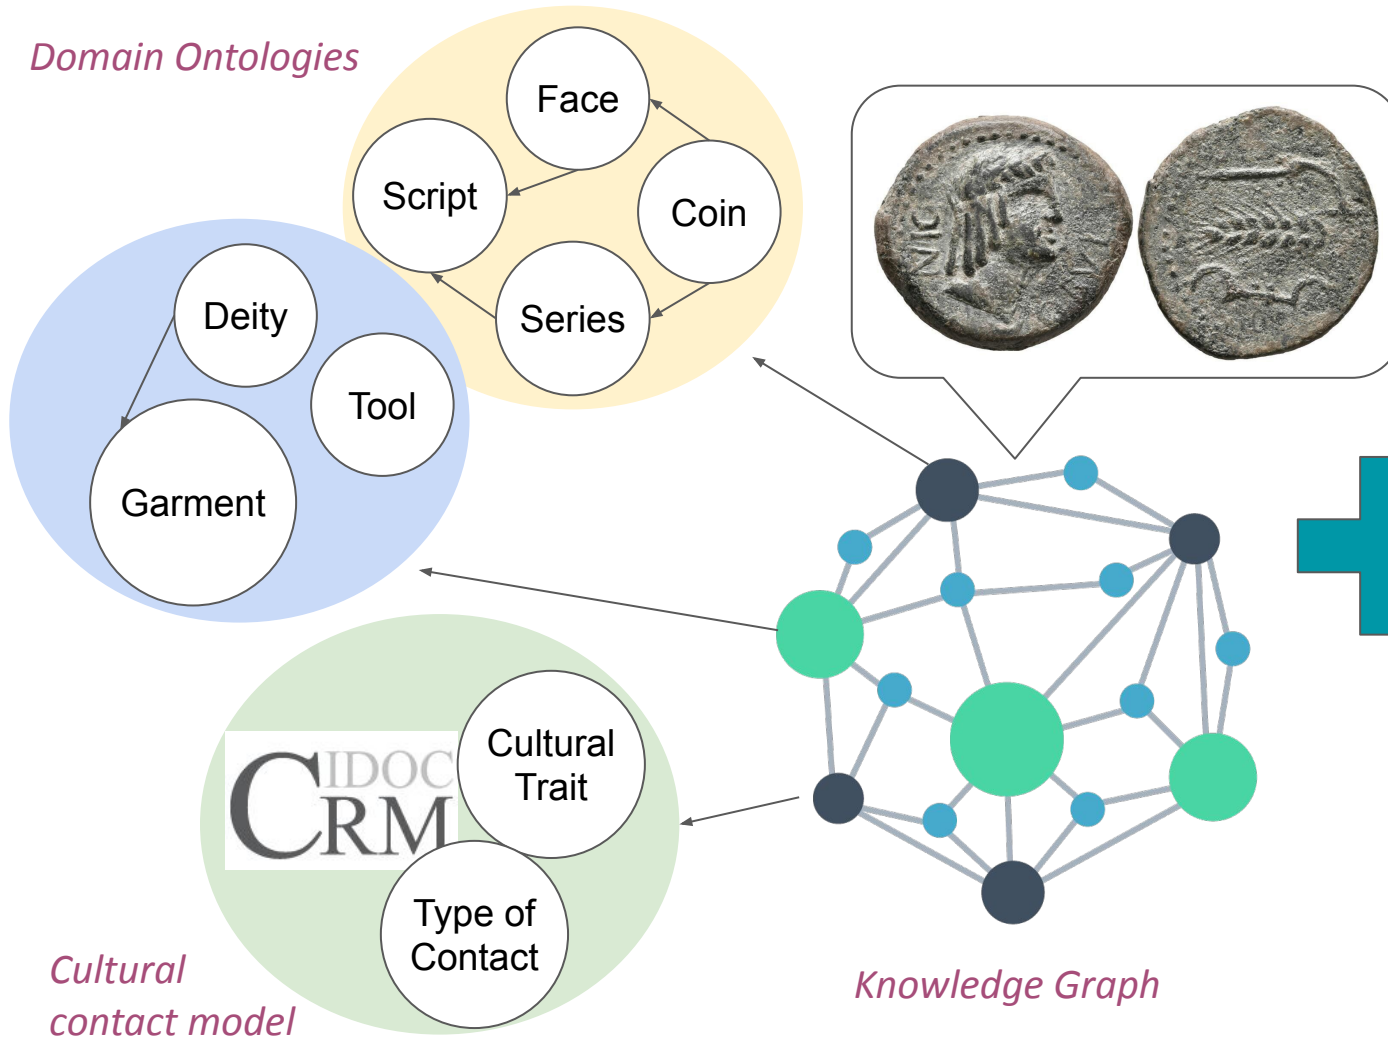 Domain Ontologies
Face
Script
Coin
Series
Deity
Tool
Garment
NIC
CIDOC
CRM
Cultural
Trait
Type of
Contact
Cultural
contact model
Knowledge Graph